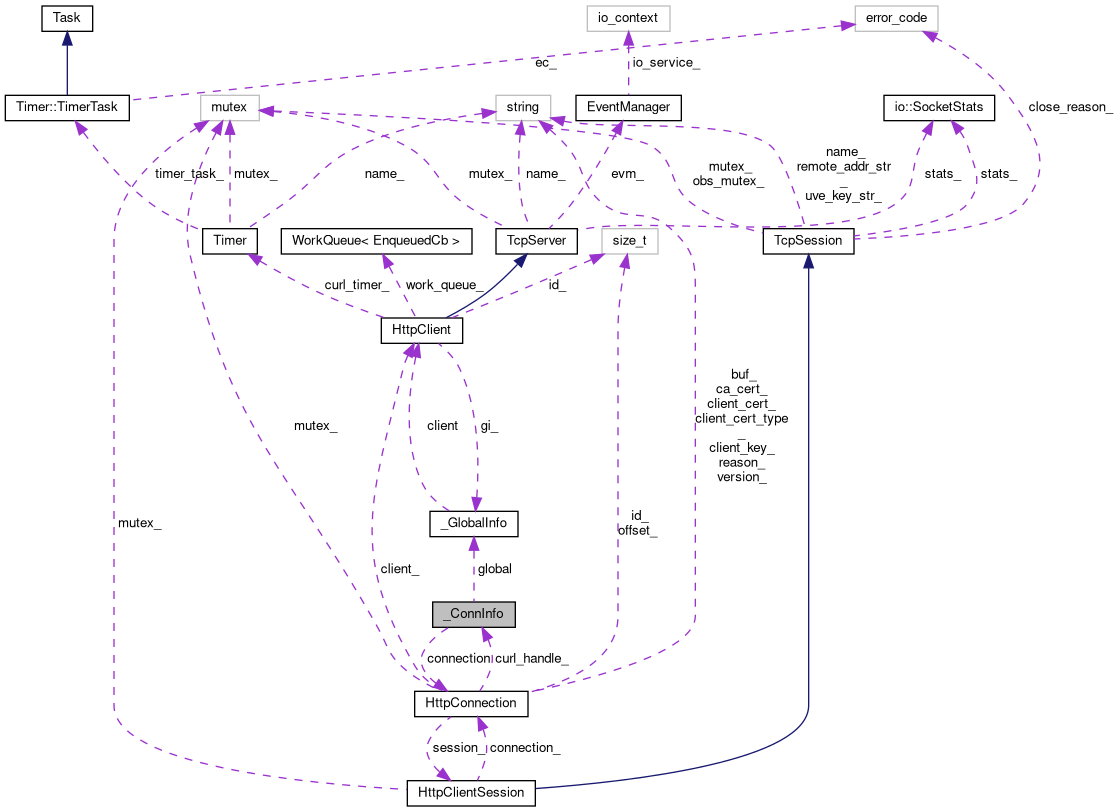 Task
io_context
error_code
ec_
io_service_
Timer::TimerTask
mutex
string
EventManager
io::SocketStats
close_reason_
timer_task_
mutex_
name_
mutex_
name_
evm_
mutex_
obs_mutex_
name_
remote_addr_str
_
uve_key_str_
stats_
stats_
Timer
WorkQueue< EnqueuedCb >
TcpServer
size_t
TcpSession
curl_timer_
work_queue_
id_
HttpClient
mutex_
client
gi_
buf_
ca_cert_
client_cert_
client_cert_type
_
client_key_
reason_
version_
mutex_
_GlobalInfo
id_
offset_
client_
global
_ConnInfo
connection
curl_handle_
HttpConnection
session_
connection_
HttpClientSession